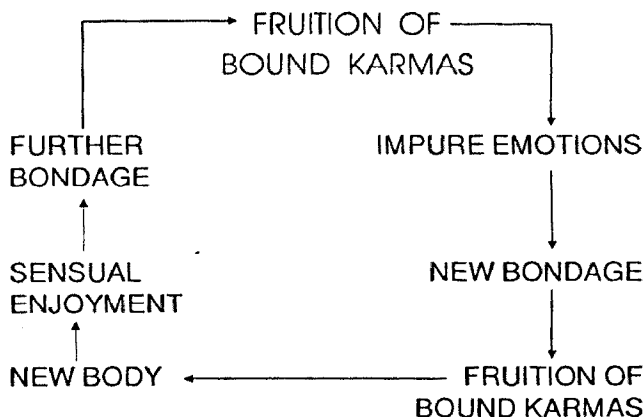 FRUITION OF
BOUND KARMAS
FURTHER
BONDAGE
IMPURE EMOTIONS
SENSUAL
ENJOYMENT
NEW BONDAGE
NEW BODY
FRUITION OF
BOUND KARMAS